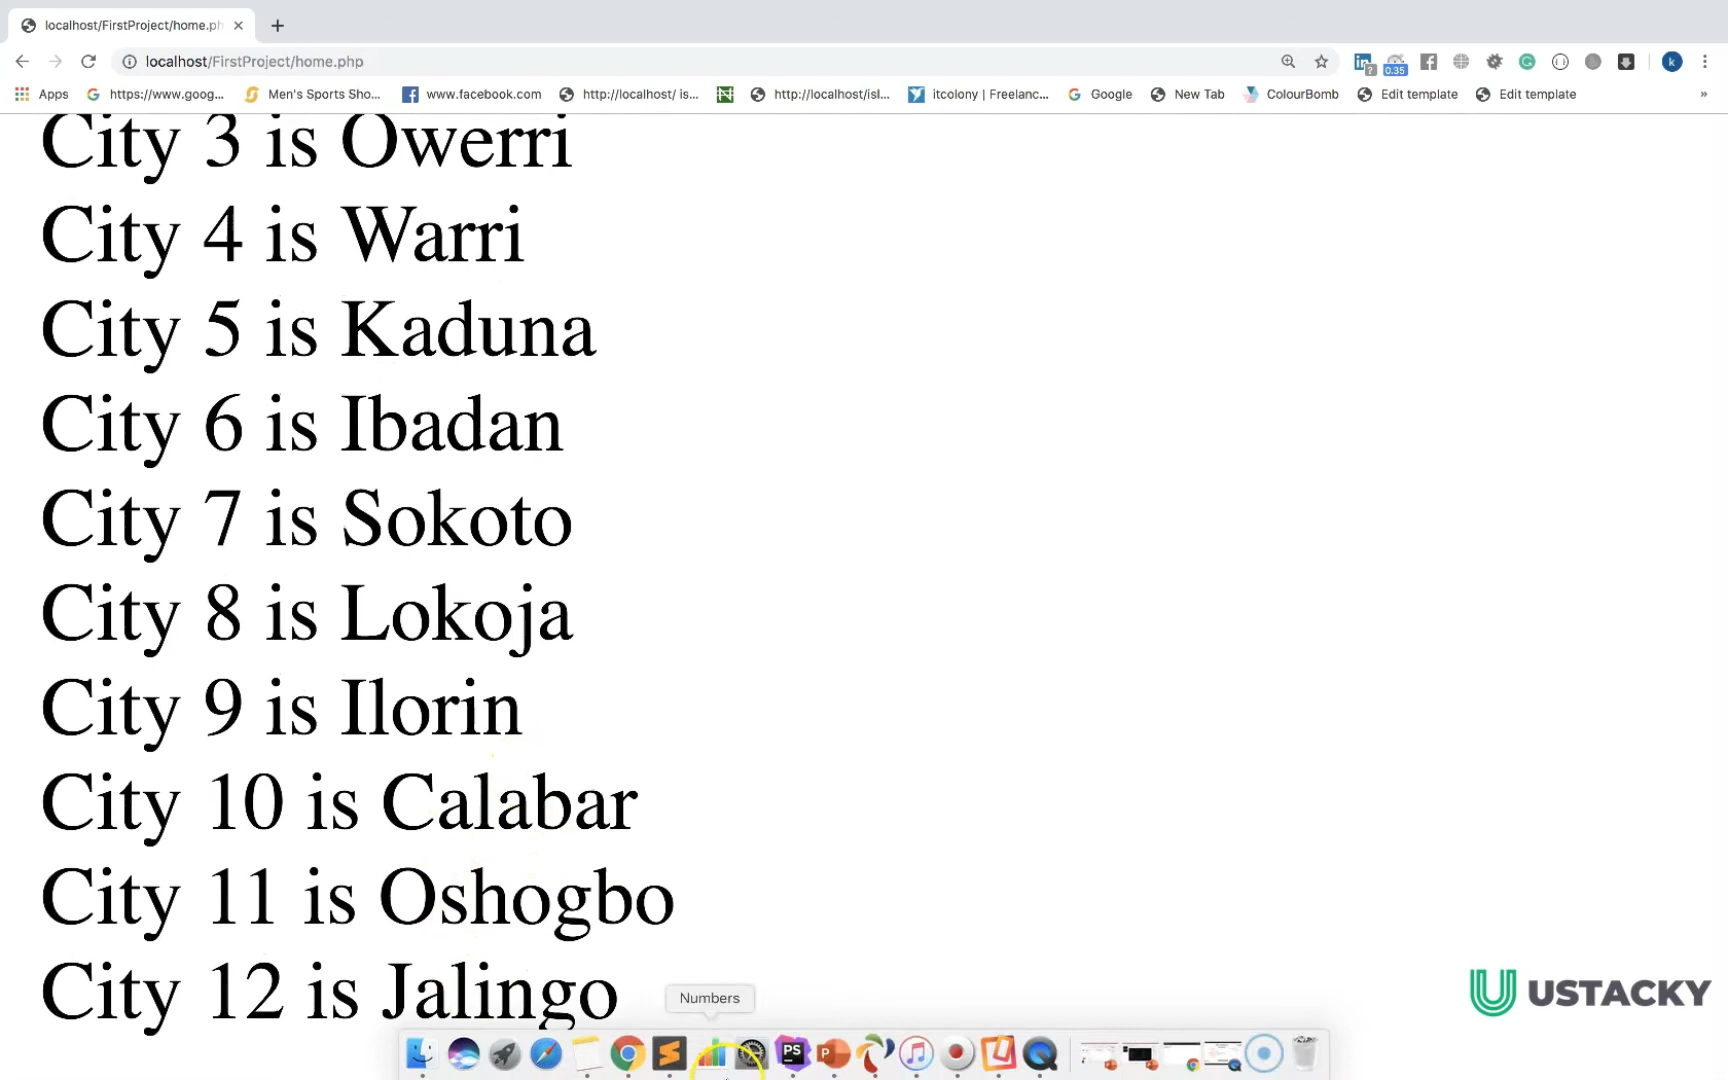 localhost/FirstProject/home.ph
localhost/FirstProject/home.php
0.35
k
Apps
https://www.goog...
Men's Sports Sho...
www.facebook.com
http://localhost/ is...
http://localhost/isl...
itcolony | Freelanc...
Google
New Tab
ColourBomb
Edit template
Edit template
»
City 3 is Owerri
City 4 is Warri
City 5 is Kaduna
City 6 is Ibadan
City 7 is Sokoto
City 8 is Lokoja
City 9 is Ilorin
City 10 is Calabar
City 11 is Oshogbo
City 12 is Jalingo
Numbers
PS
USTACKY